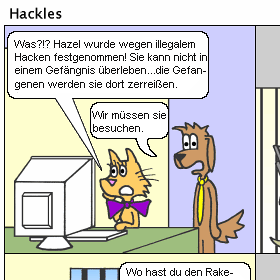 Hackles
Was?!? Hazel wurde wegen illegalem
Hacken festgenommen! Sie kann nicht in
einem Gefängnis überleben...die Gefan-
genen werden sie dort zerreißen.
Wir müssen sie
besuchen.
Wo hast du den Rake-